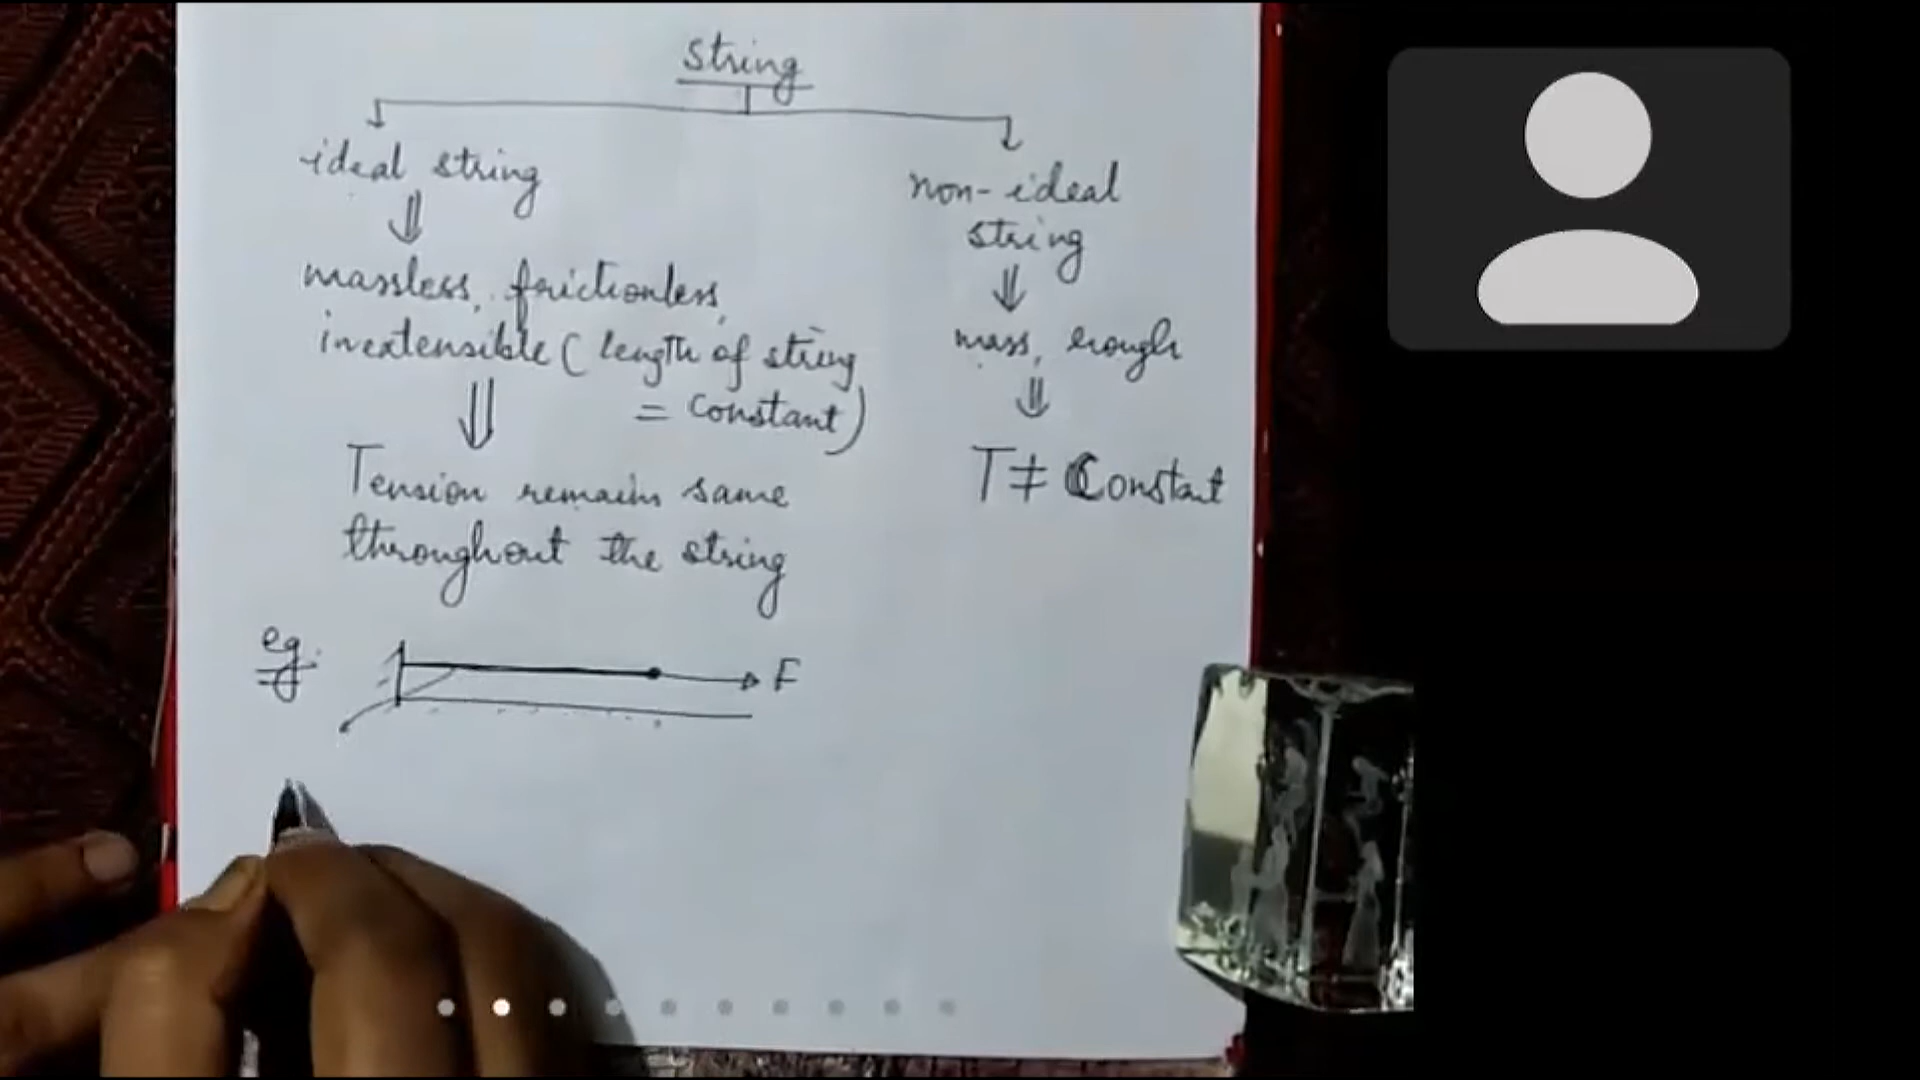 string
ideal string
non-ideal
string
massless, frictionless,
inextensible (length of string
= constant)
mass, rough
Tension remains same
throughout the string
T ≠ Constant
eg.
F